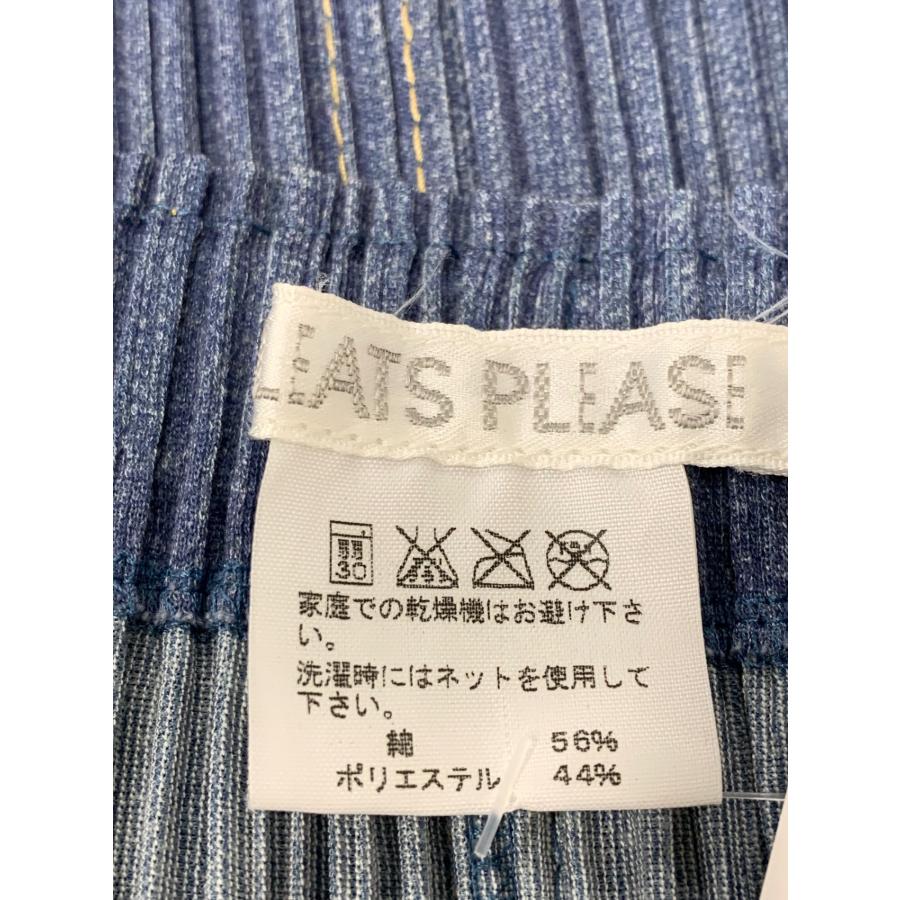 LEATS PLEASE
弱
30
家庭での乾燥機はお避け下さ
い。
洗濯時にはネットを使用して
下さい。
綿 56%
ポリエステル 44%